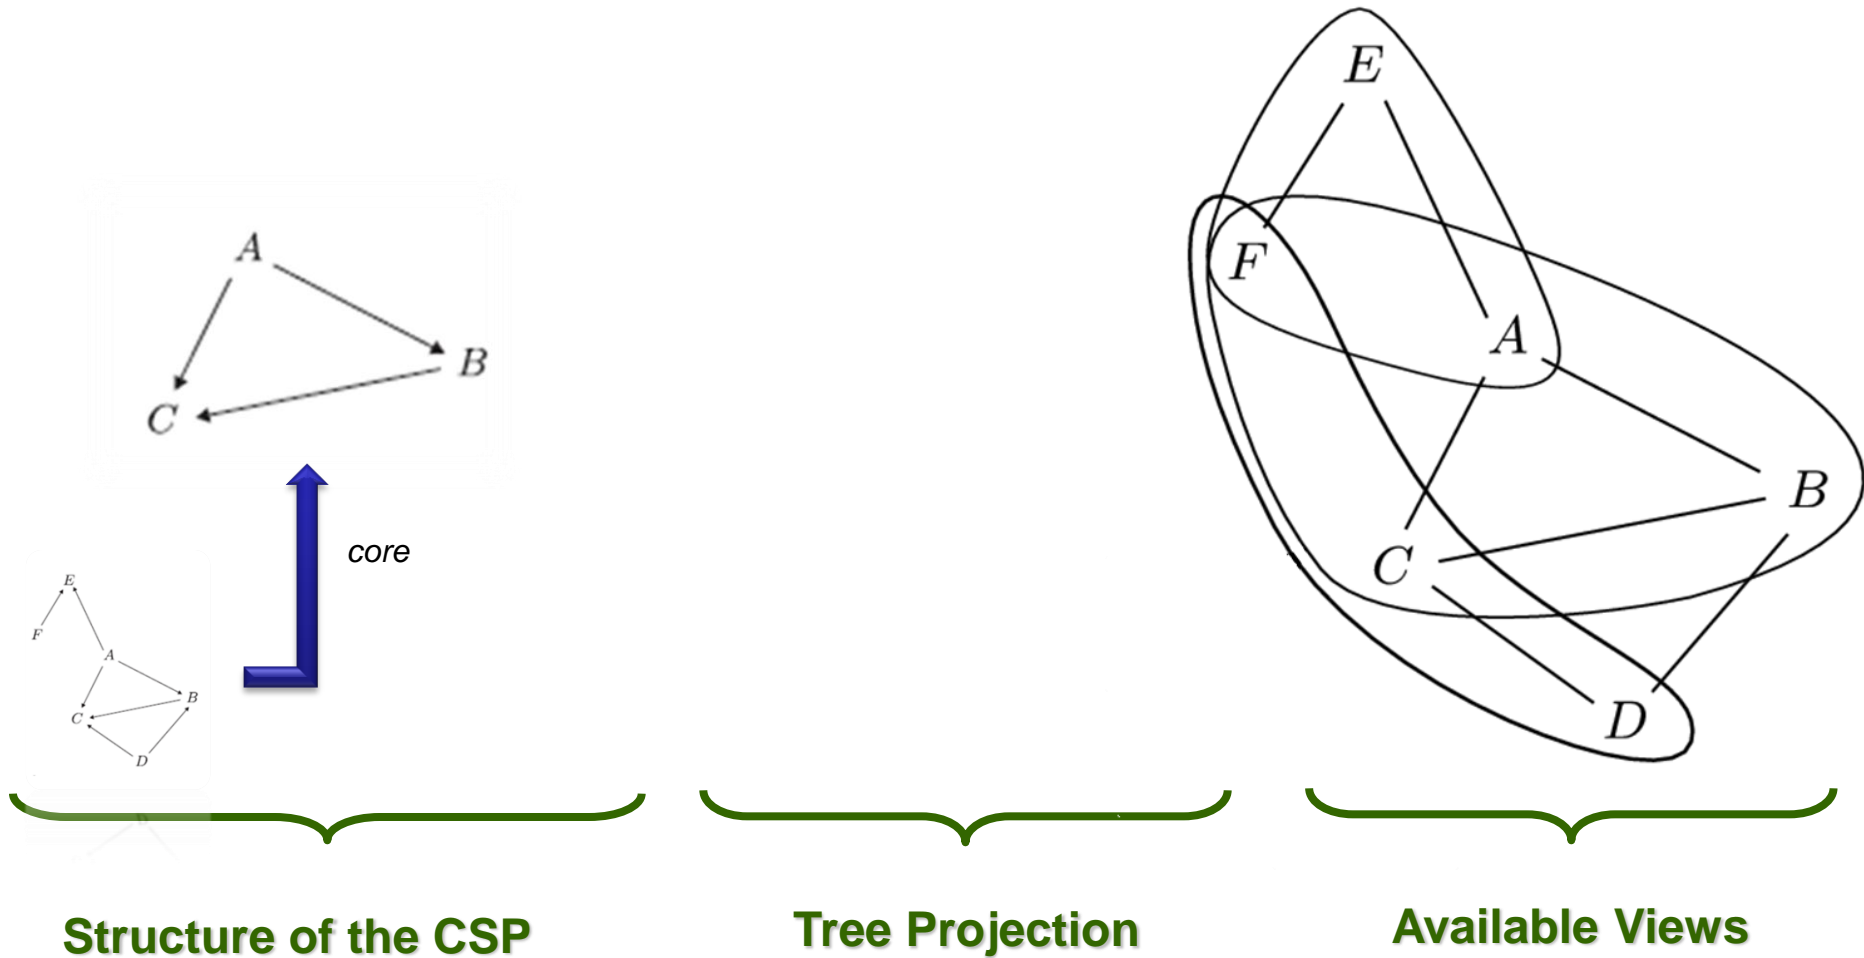 E
F
A
B
C
D
A
B
C
core
E
F
A
B
C
D
D
Structure of the CSP
Tree Projection
Available Views